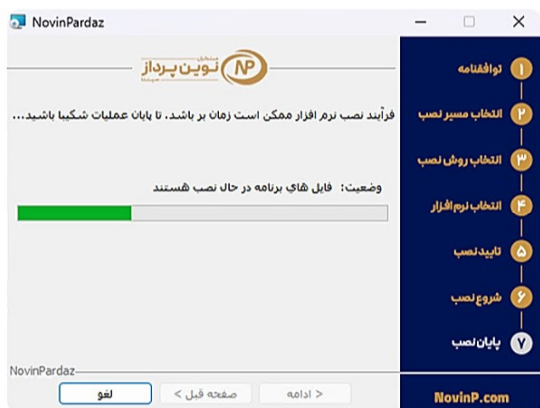 NovinPardaz
نوین پرداز
NP
فرآیند نصب نرم افزار ممکن است زمان بر باشد. تا پایان عملیات شکیبا باشید...
وضعیت: فایل های برنامه در حال نصب هستند
۱ توافقنامه
۲ انتخاب مسیر نصب
۳ انتخاب روش نصب
۴ انتخاب نرم افزار
۵ تایید نصب
۶ شروع نصب
۷ پایان نصب
NovinPardaz
< ادامه
صفحه قبل >
لغو
NovinP.com